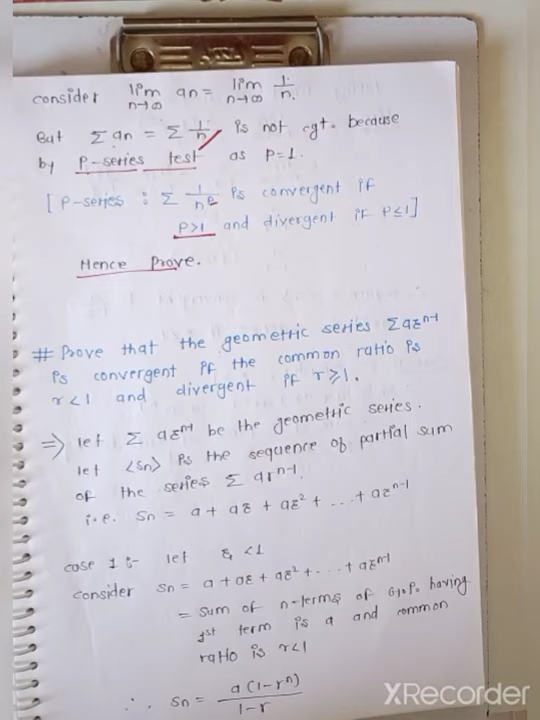 consider lim n→∞ an = lim n→∞ 1/n.
But Σ an = Σ 1/n is not cgt. because
by P-series test as P=1.
[ P-series : Σ 1/n^p is convergent if
P>1 and divergent if P≤1]
Hence Prove.
# Prove that the geometric series Σ ar^n-1
is convergent if the common ratio is
r<1 and divergent if r≥1.
⇒ let Σ ar^n-1 be the geometric series.
let <Sn> is the sequence of partial sum
of the series Σ ar^n-1.
i.e. Sn = a + ar + ar² + ... + ar^n-1
case 1 :- let r <1
consider Sn = a + ar + ar² + ... + ar^n-1
= sum of n-terms of G.P. having
1st term is a and common
ratio is r<1
∴ Sn = a(1-r^n) / 1-r
XRecorder